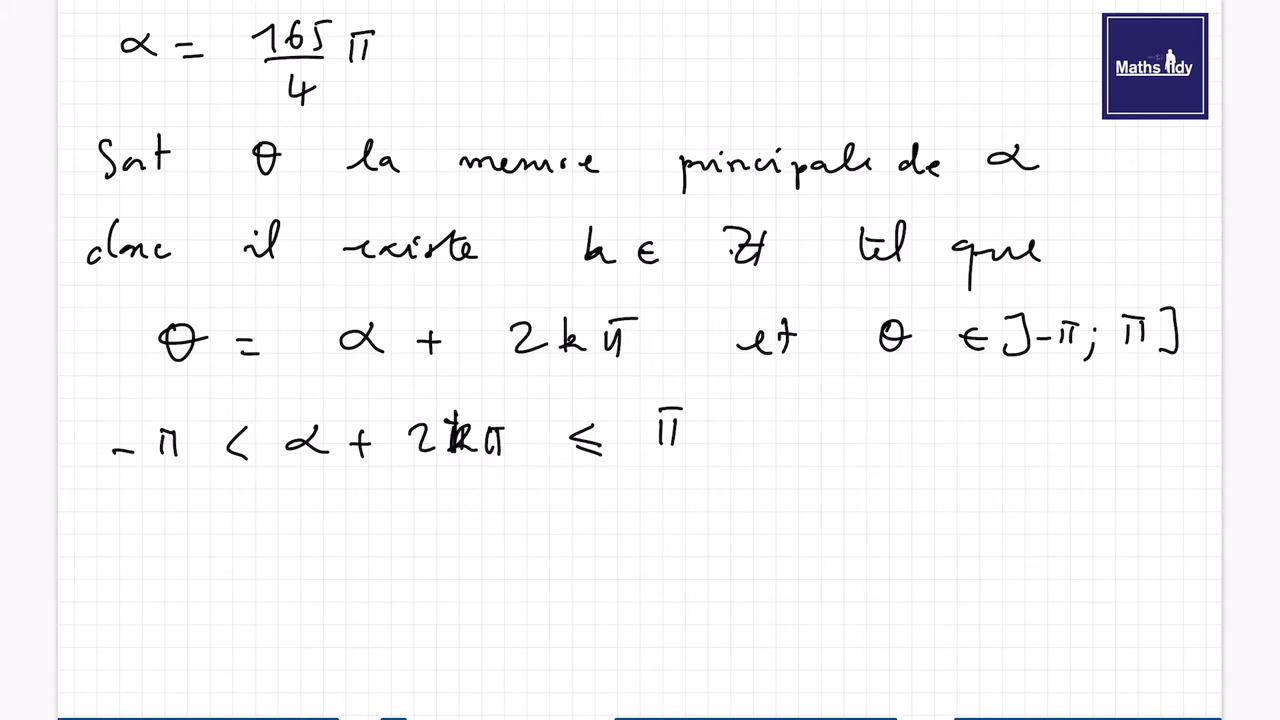 α = 165/4 π
Maths Tidy
Soit θ la mesure principale de α
donc il existe k ∈ ℤ tel que
θ = α + 2kπ et θ ∈ ]-π; π]
-π < α + 2kπ ≤ π